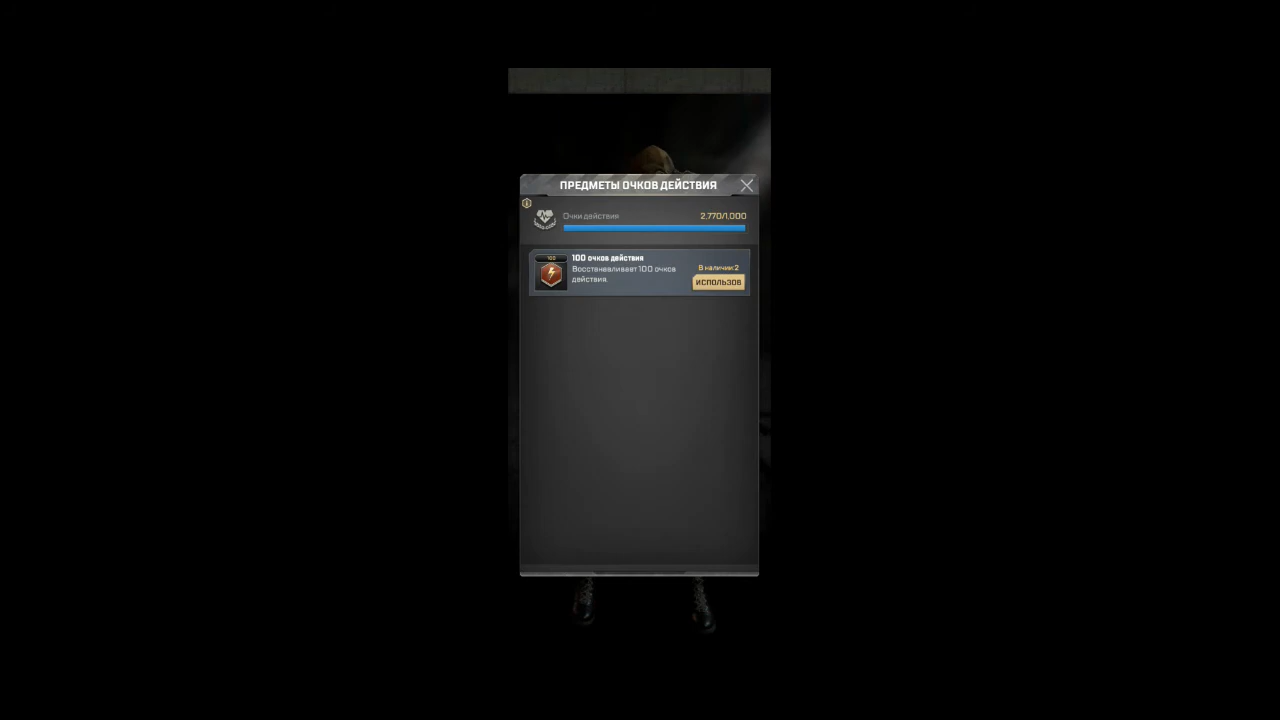 ПРЕДМЕТЫ ОЧКОВ ДЕЙСТВИЯ
Очки действия 2,770/1,000
100
100 очков действия
Восстанавливает 100 очков
действия.
В наличии:2
ИСПОЛЬЗОВ